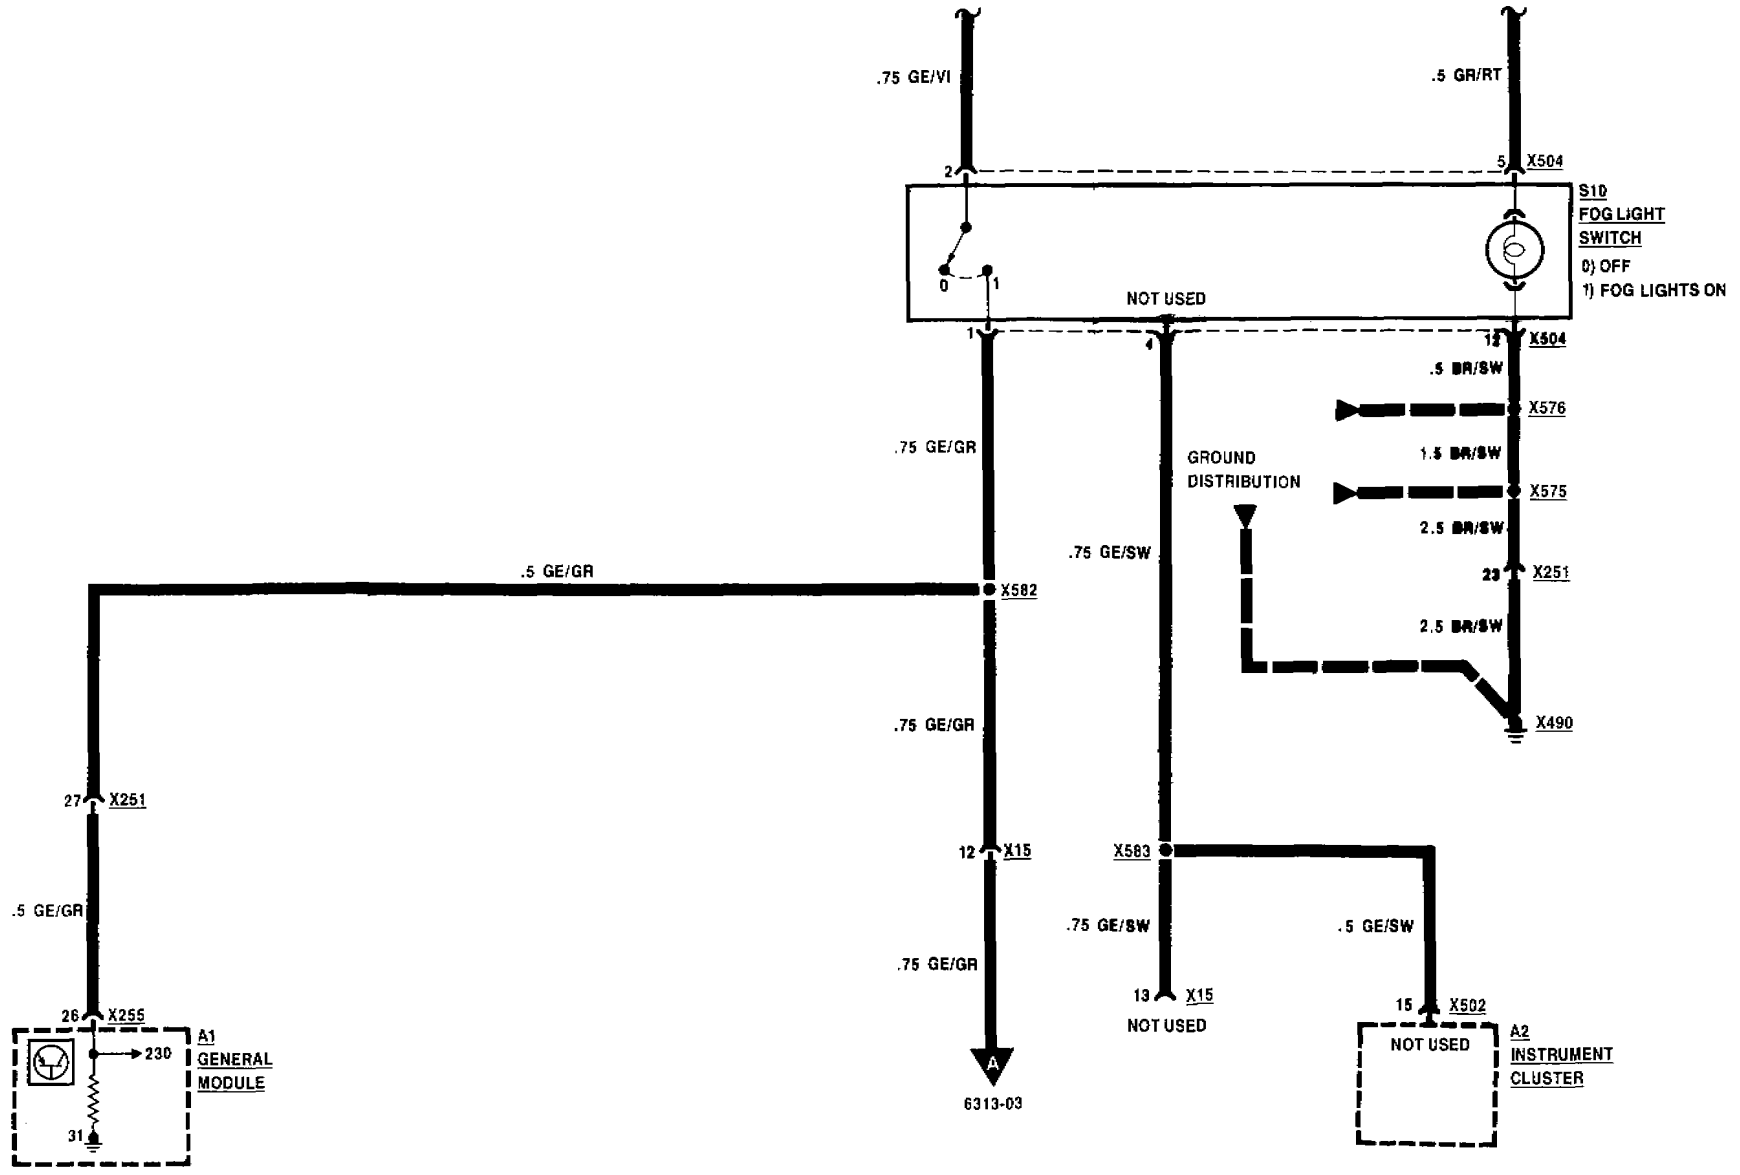 .75 GE/VI
.5 GR/RT
2
5
X504
S10
FOG LIGHT
SWITCH
0) OFF
1) FOG LIGHTS ON
0
1
NOT USED
1
4
12
X504
.5 BR/SW
X576
.75 GE/GR
1.5 BR/SW
GROUND
DISTRIBUTION
X575
2.5 BR/SW
.75 GE/SW
.5 GE/GR
23
X251
X582
2.5 BR/SW
.75 GE/GR
X490
27
X251
12
X15
X583
.5 GE/GR
.75 GE/SW
.5 GE/SW
.75 GE/GR
13
X15
NOT USED
15
X502
26
X255
A1
GENERAL
MODULE
230
31
A
6313-03
NOT USED
A2
INSTRUMENT
CLUSTER